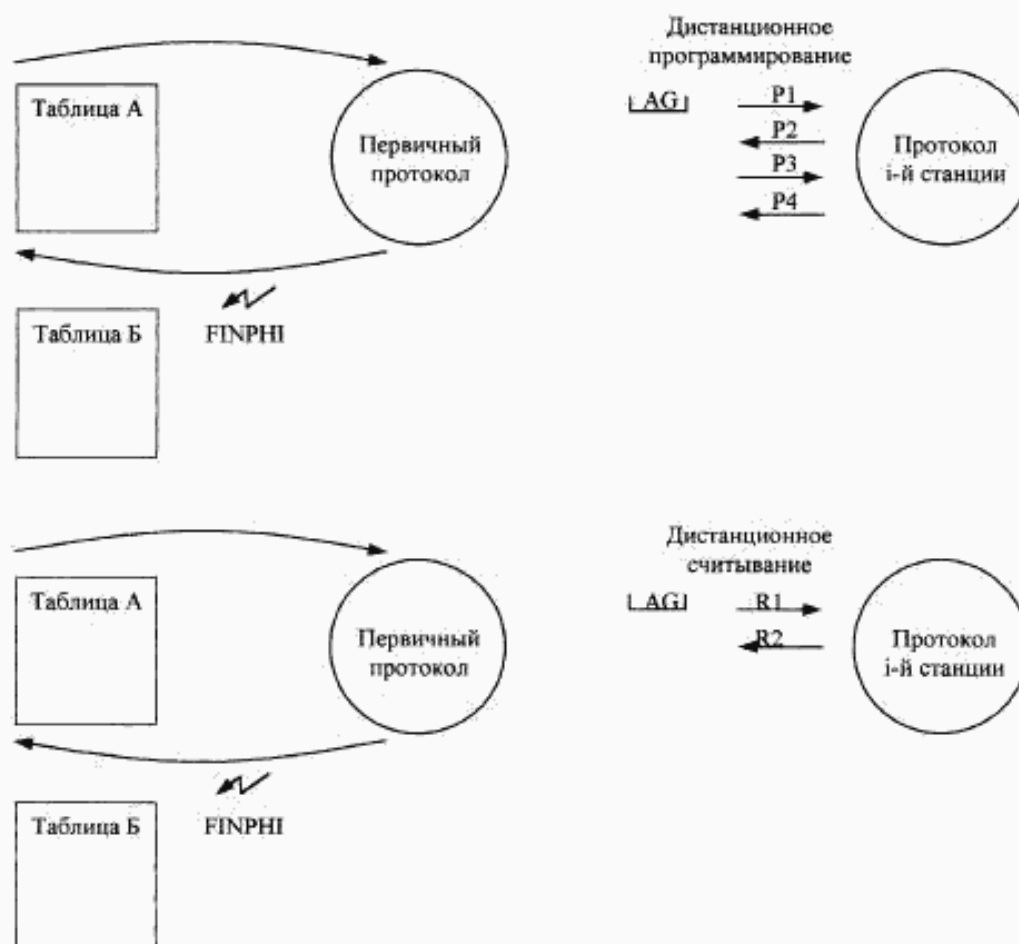 Дистанционное
программирование
Таблица А
Первичный
протокол
AG
P1
P2
P3
P4
Протокол
i-й станции
Таблица Б
FINPHI
Дистанционное
считывание
Таблица А
Первичный
протокол
AG
R1
R2
Протокол
i-й станции
Таблица Б
FINPHI